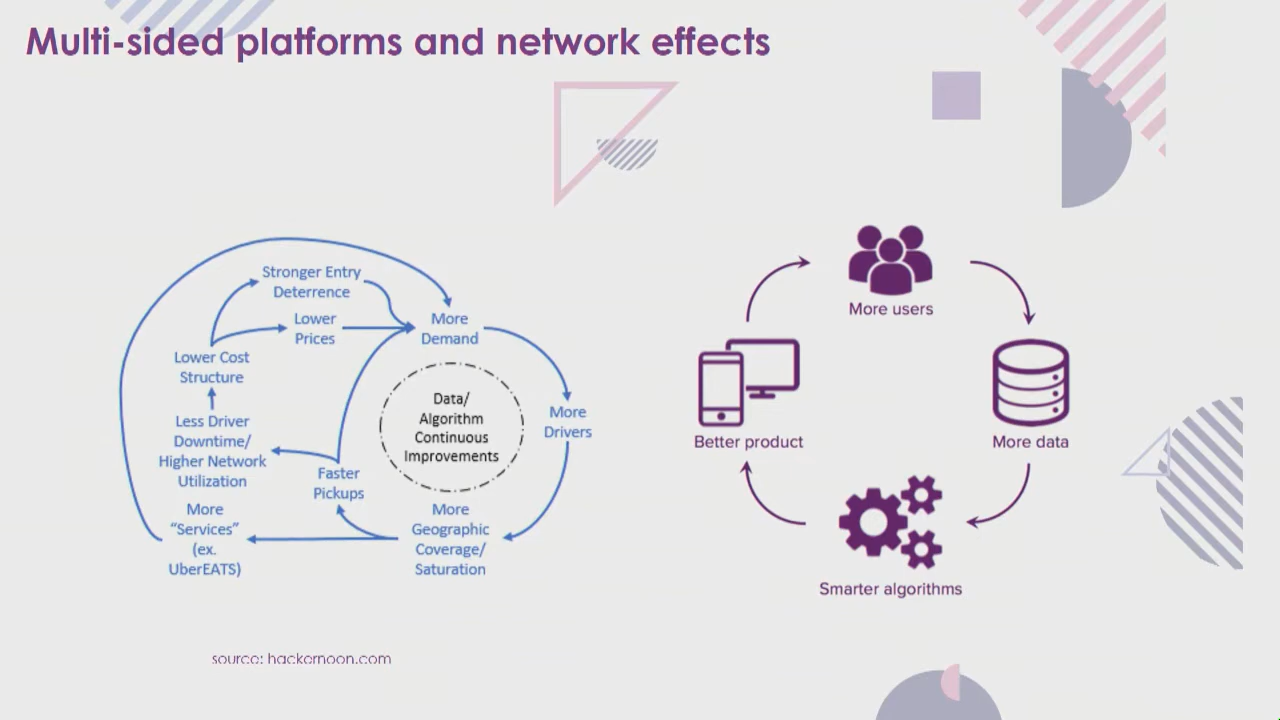 Multi-sided platforms and network effects
Stronger Entry
Deterrence
Lower
Prices
More
Demand
Lower Cost
Structure
Less Driver
Downtime/
Higher Network
Utilization
More
"Services"
(ex.
UberEATS)
Faster
Pickups
Data/
Algorithm
Continuous
Improvements
More
Drivers
More
Geographic
Coverage/
Saturation
More users
More data
Smarter algorithms
Better product
source: hackornoon.com